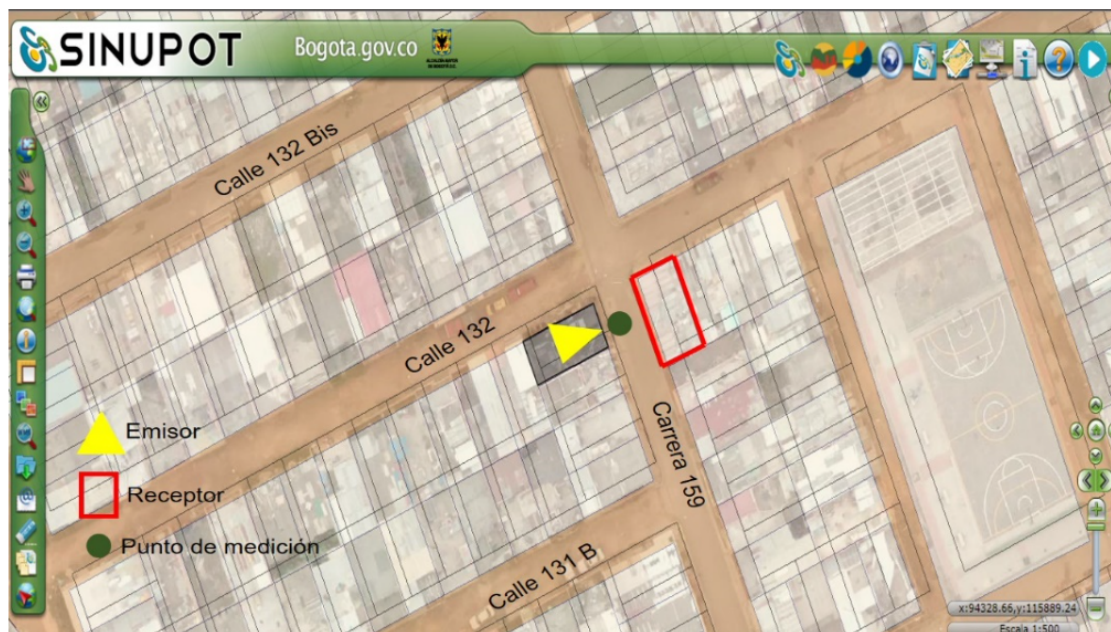 SINUPOT
Bogota.gov.co
Calle 132 Bis
Calle 132
Carrera 159
Calle 131 B
Emisor
Receptor
Punto de medición
x:94328.66,y:115889.24
Escala 1:500